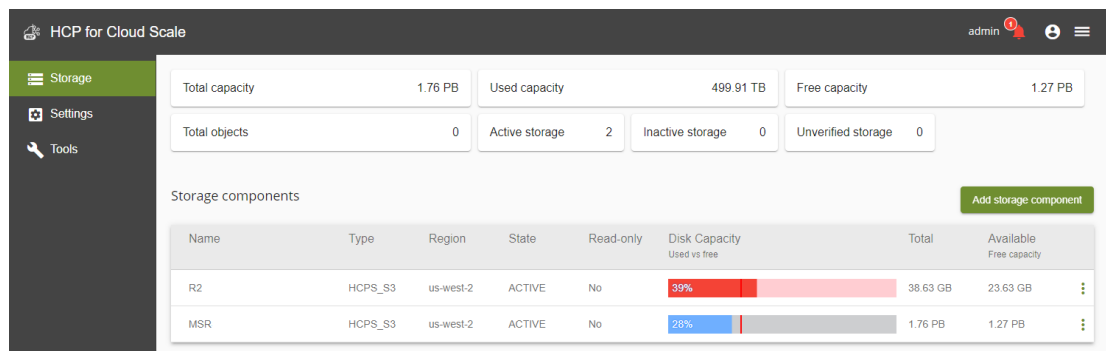 HCP for Cloud Scale
admin 1
Storage
Settings
Tools
Total capacity 1.76 PB
Used capacity 499.91 TB
Free capacity 1.27 PB
Total objects 0
Active storage 2
Inactive storage 0
Unverified storage 0
Storage components
Add storage component
Name Type Region State Read-only Disk Capacity Total Available
Used vs free Free capacity
R2 HCPS_S3 us-west-2 ACTIVE No 39% 38.63 GB 23.63 GB
MSR HCPS_S3 us-west-2 ACTIVE No 28% 1.76 PB 1.27 PB